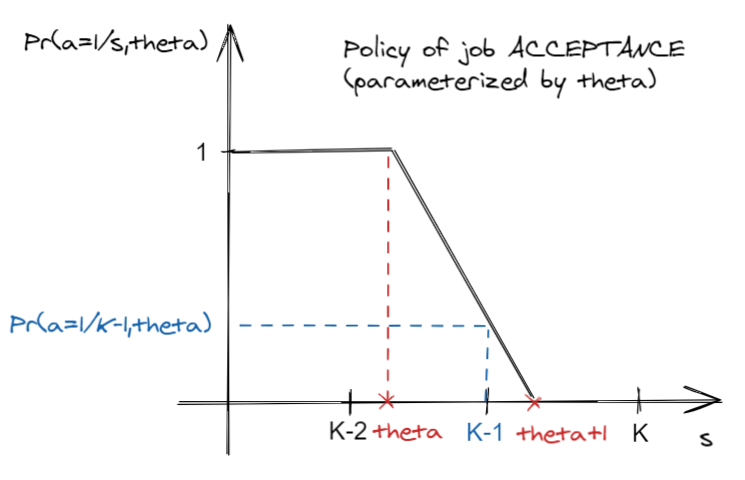 Pr(a=1/s,theta)
Policy of job ACCEPTANCE
(parameterized by theta)
1
Pr(a=1/K-1,theta)
K-2 theta K-1 theta+1 K s